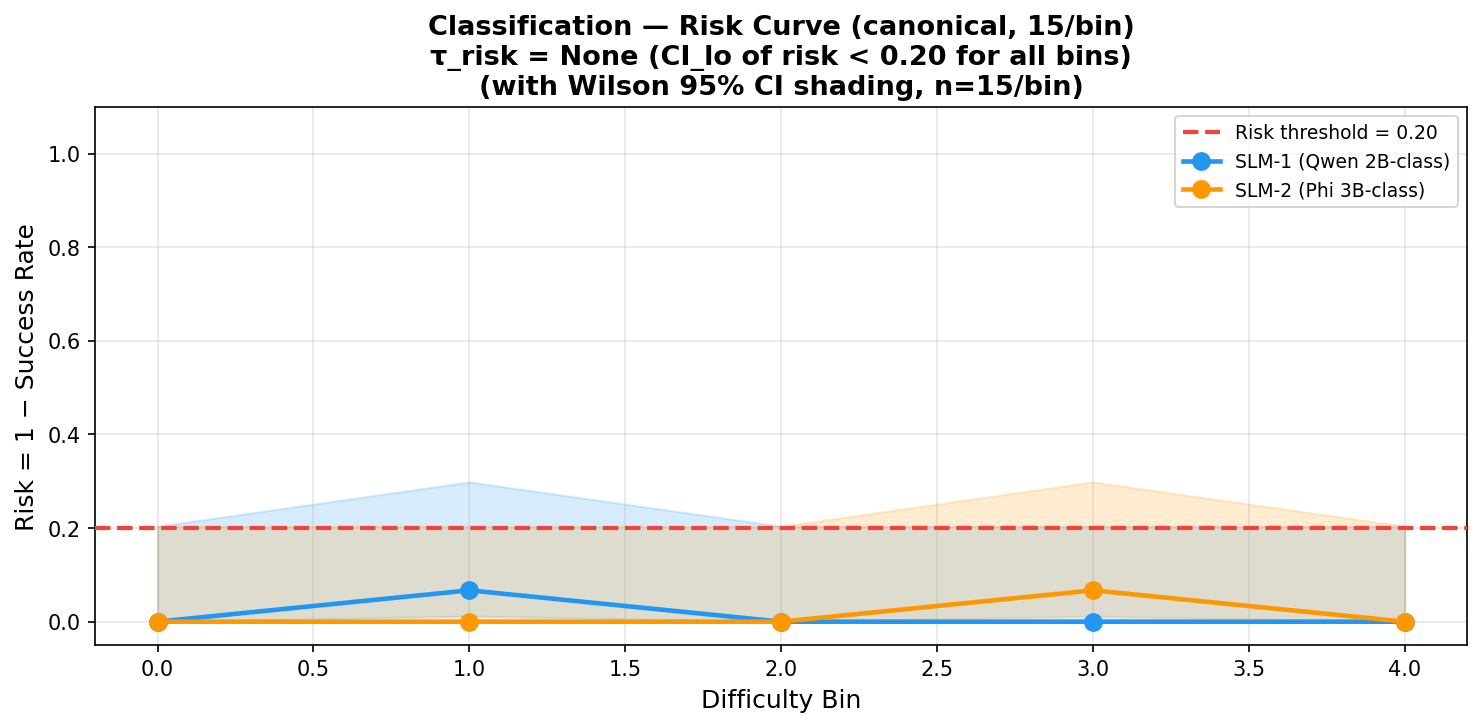 Classification — Risk Curve (canonical, 15/bin)
τ_risk = None (CI_lo of risk < 0.20 for all bins)
(with Wilson 95% CI shading, n=15/bin)
Risk threshold = 0.20
SLM-1 (Qwen 2B-class)
SLM-2 (Phi 3B-class)
Risk = 1 − Success Rate
1.0
0.8
0.6
0.4
0.2
0.0
0.0 0.5 1.0 1.5 2.0 2.5 3.0 3.5 4.0
Difficulty Bin